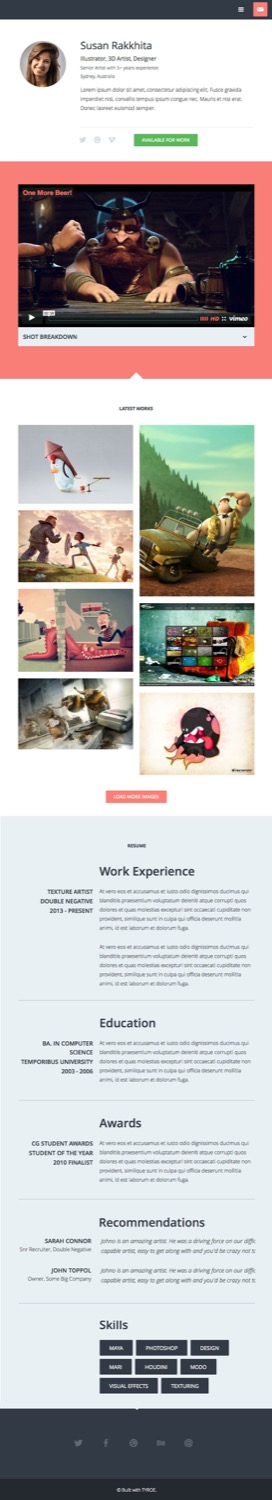 Susan Rakkhita
Illustrator, 3D Artist, Designer
Senior Artist with 5+ years experience
Sydney, Australia
Lorem ipsum dolor sit amet, consectetur adipiscing elit. Fusce gravida
imperdiet nisl, convallis tempus ipsum congue nec. Mauris et nisi erat.
Donec laoreet euismod semper.
AVAILABLE FOR WORK
One More Beer!
HD
vimeo
SHOT BREAKDOWN
LATEST WORKS
LOAD MORE IMAGES
RESUME
Work Experience
TEXTURE ARTIST
DOUBLE NEGATIVE
2013 - PRESENT
At vero eos et accusamus et iusto odio dignissimos ducimus qui
blanditiis praesentium voluptatum deleniti atque corrupti quos
dolores et quas molestias excepturi sint occaecati cupiditate non
provident, similique sunt in culpa qui officia deserunt mollitia
animi, id est laborum et dolorum fuga.
At vero eos et accusamus et iusto odio dignissimos ducimus qui
blanditiis praesentium voluptatum deleniti atque corrupti quos
dolores et quas molestias excepturi sint occaecati cupiditate non
provident, similique sunt in culpa qui officia deserunt mollitia
animi, id est laborum et dolorum fuga.
Education
BA. IN COMPUTER
SCIENCE
TEMPORIBUS UNIVERSITY
2003 - 2006
At vero eos et accusamus et iusto odio dignissimos ducimus qui
blanditiis praesentium voluptatum deleniti atque corrupti quos
dolores et quas molestias excepturi sint occaecati cupiditate non
provident, similique sunt in culpa qui officia deserunt mollitia
animi, id est laborum et dolorum fuga.
Awards
CG STUDENT AWARDS
STUDENT OF THE YEAR
2010 FINALIST
At vero eos et accusamus et iusto odio dignissimos ducimus qui
blanditiis praesentium voluptatum deleniti atque corrupti quos
dolores et quas molestias excepturi sint occaecati cupiditate non
provident, similique sunt in culpa qui officia deserunt mollitia
animi, id est laborum et dolorum fuga.
Recommendations
SARAH CONNOR
Snr Recruiter, Double Negative
Johno is an amazing artist. He was a driving force on our diffic
capable artist, easy to get along with and you'd be crazy not to
JOHN TOPPOL
Owner, Some Big Company
Johno is an amazing artist. He was a driving force on our diffic
capable artist, easy to get along with and you'd be crazy not to
Skills
MAYA
PHOTOSHOP
DESIGN
MARI
HOUDINI
MODO
VISUAL EFFECTS
TEXTURING
© Built with TYROE.